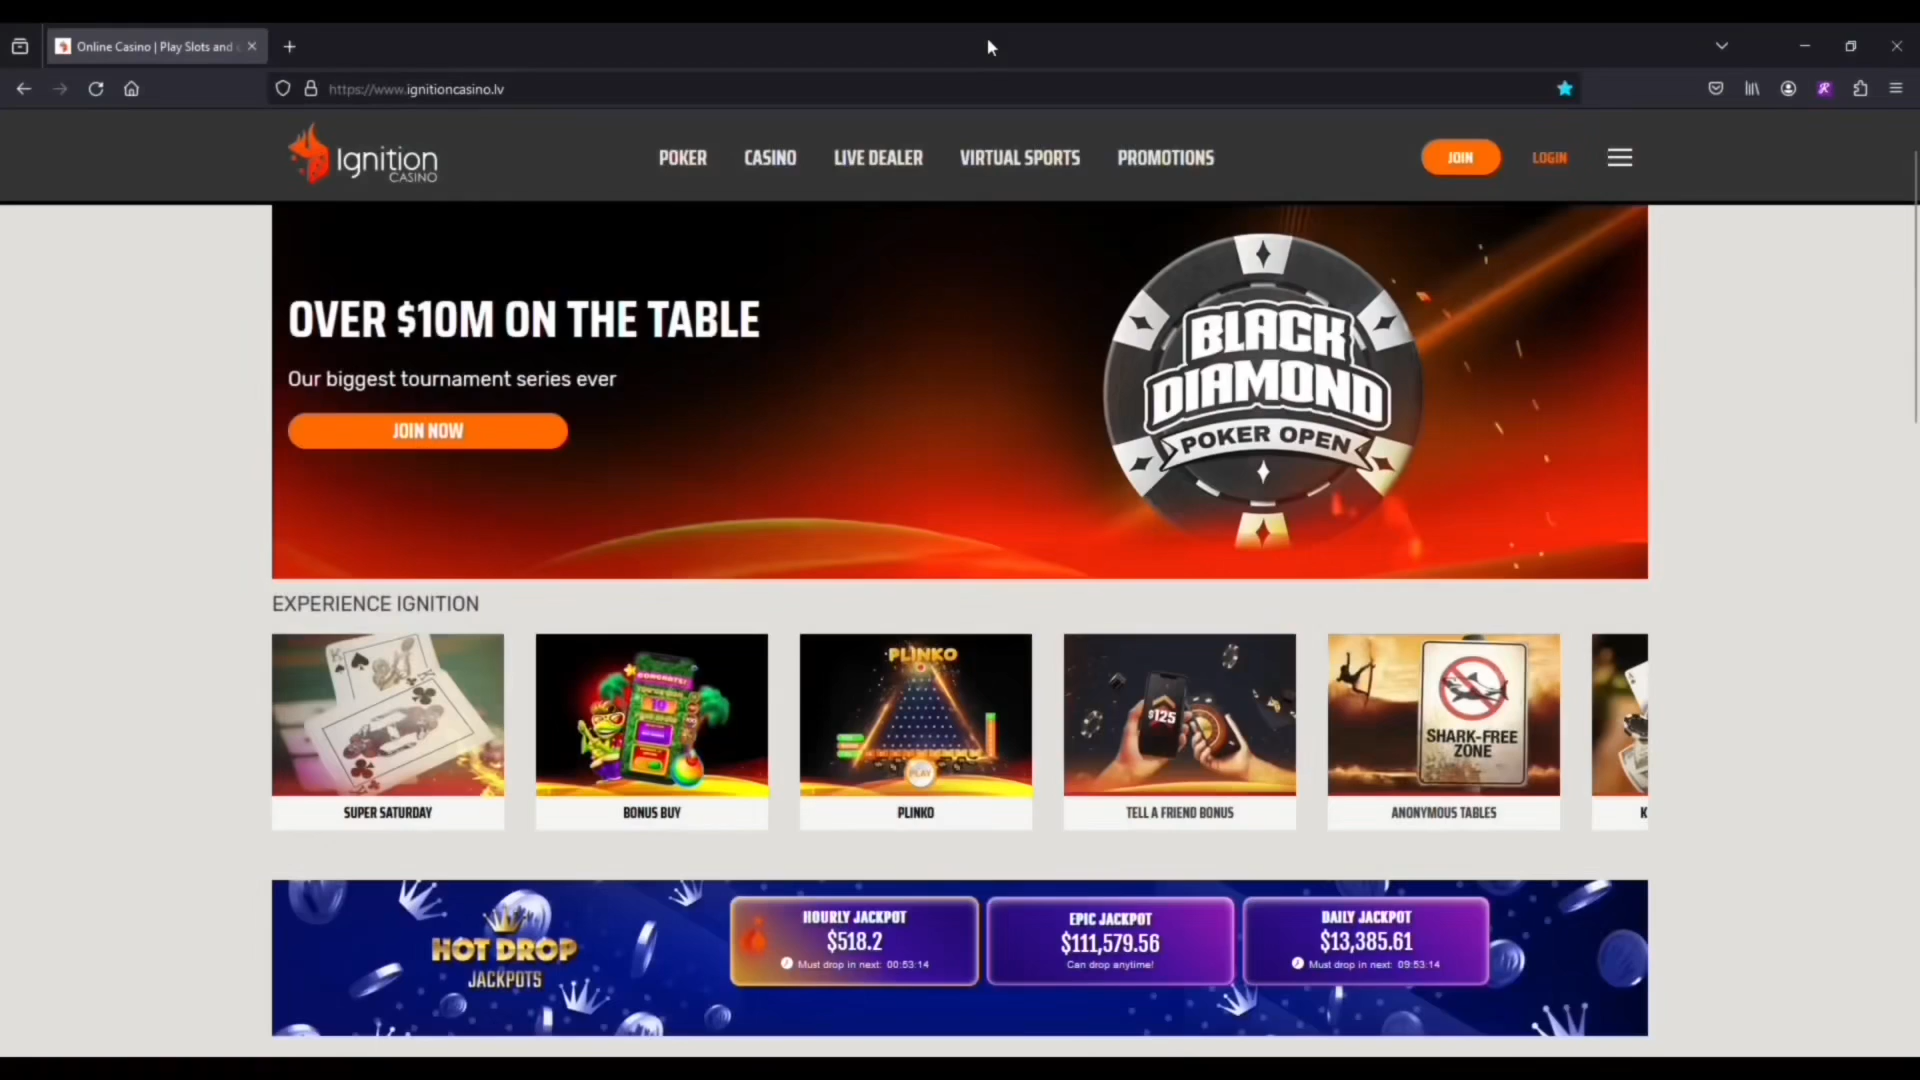 Online Casino | Play Slots and
https://www.ignitioncasino.lv
Ignition
CASINO
POKER
CASINO
LIVE DEALER
VIRTUAL SPORTS
PROMOTIONS
JOIN
LOGIN
OVER $10M ON THE TABLE
Our biggest tournament series ever
JOIN NOW
BLACK
DIAMOND
POKER OPEN
EXPERIENCE IGNITION
CONGRATS!
10
PLINKO
PLAY
$125
SHARK-FREE
ZONE
SUPER SATURDAY
BONUS BUY
PLINKO
TELL A FRIEND BONUS
ANONYMOUS TABLES
K
HOT DROP
JACKPOTS
HOURLY JACKPOT
$518.2
Must drop in next: 00:53:14
EPIC JACKPOT
$111,579.56
Can drop anytime!
DAILY JACKPOT
$13,385.61
Must drop in next: 09:53:14